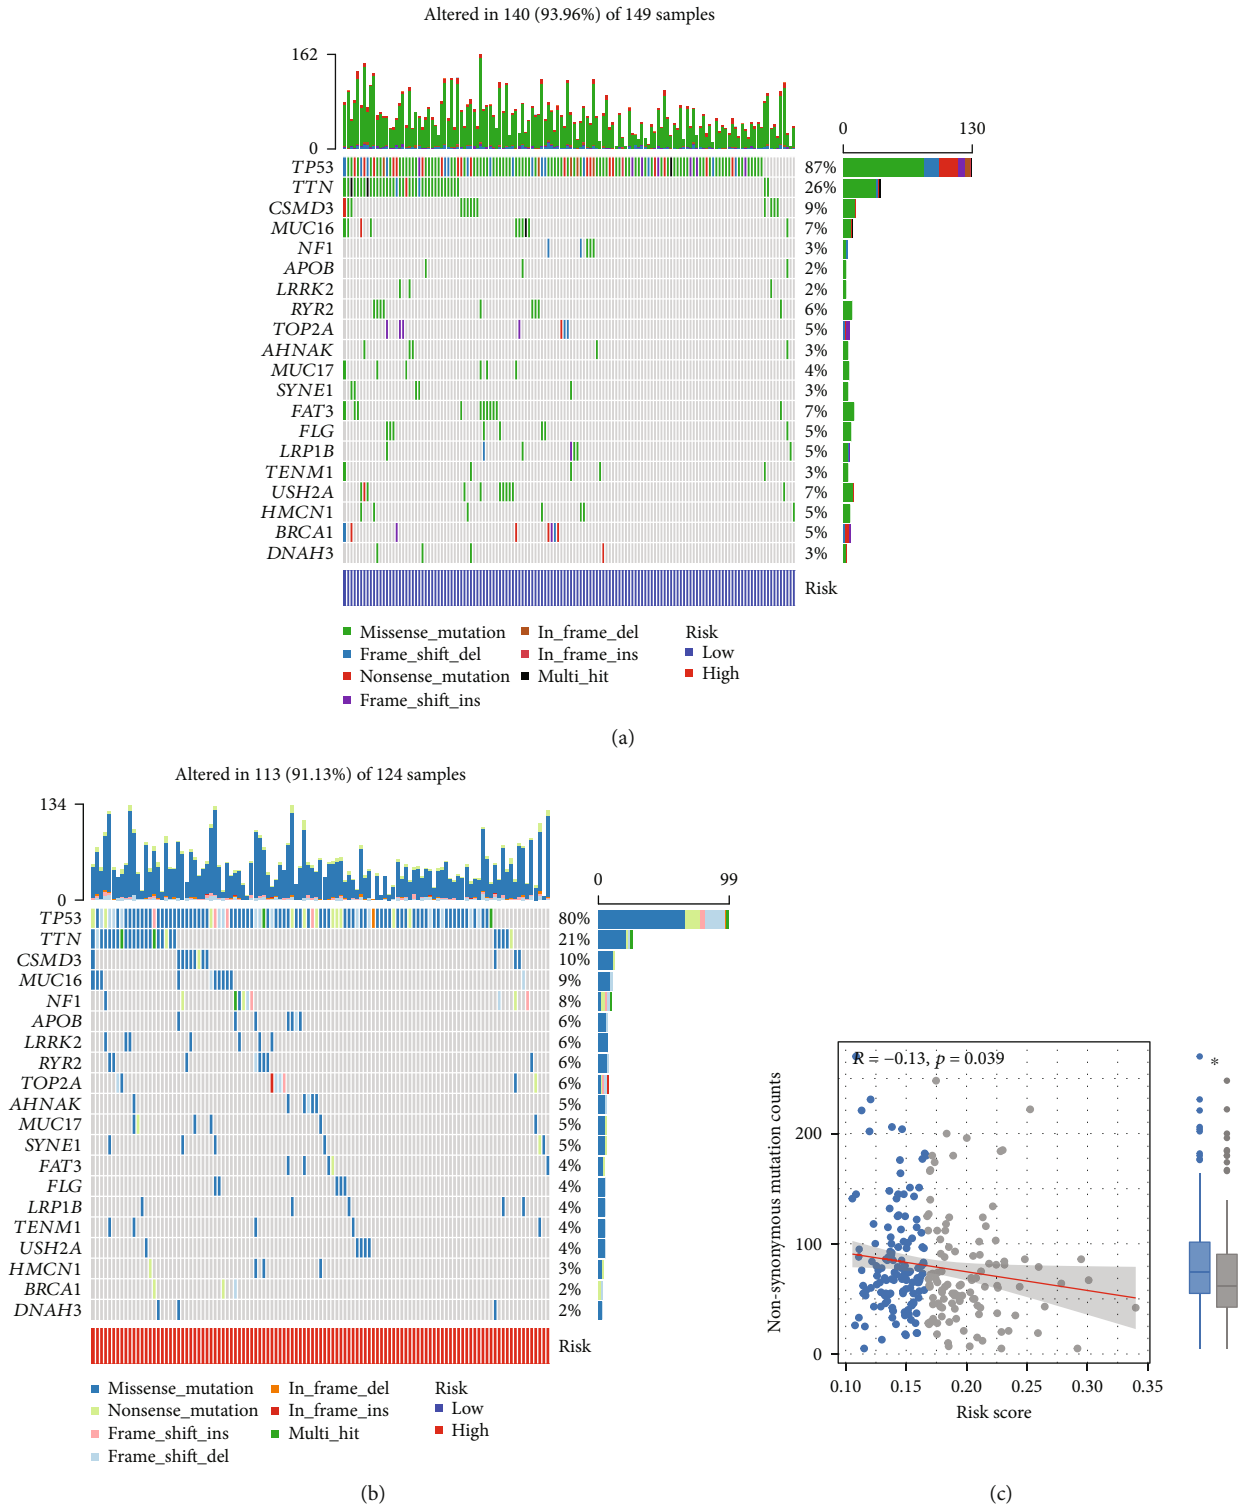 Altered in 140 (93.96%) of 149 samples
162
0
0 130
TP53 87%
TTN 26%
CSMD3 9%
MUC16 7%
NF1 3%
APOB 2%
LRRK2 2%
RYR2 6%
TOP2A 5%
AHNAK 3%
MUC17 4%
SYNE1 3%
FAT3 7%
FLG 5%
LRP1B 5%
TENM1 3%
USH2A 7%
HMCN1 5%
BRCA1 5%
DNAH3 3%
Risk
Missense_mutation In_frame_del Risk
Frame_shift_del In_frame_ins Low
Nonsense_mutation Multi_hit High
Frame_shift_ins
(a)
Altered in 113 (91.13%) of 124 samples
134
0
0 99
TP53 80%
TTN 21%
CSMD3 10%
MUC16 9%
NF1 8%
APOB 6%
LRRK2 6%
RYR2 6%
TOP2A 6%
AHNAK 5%
MUC17 5%
SYNE1 5%
FAT3 4%
FLG 4%
LRP1B 4%
TENM1 4%
USH2A 4%
HMCN1 3%
BRCA1 2%
DNAH3 2%
Risk
Missense_mutation In_frame_del Risk
Nonsense_mutation In_frame_ins Low
Frame_shift_ins Multi_hit High
Frame_shift_del
(b)
R = −0.13, p = 0.039
*
Non-synonymous mutation counts
200
100
0
0.10 0.15 0.20 0.25 0.30 0.35
Risk score
(c)